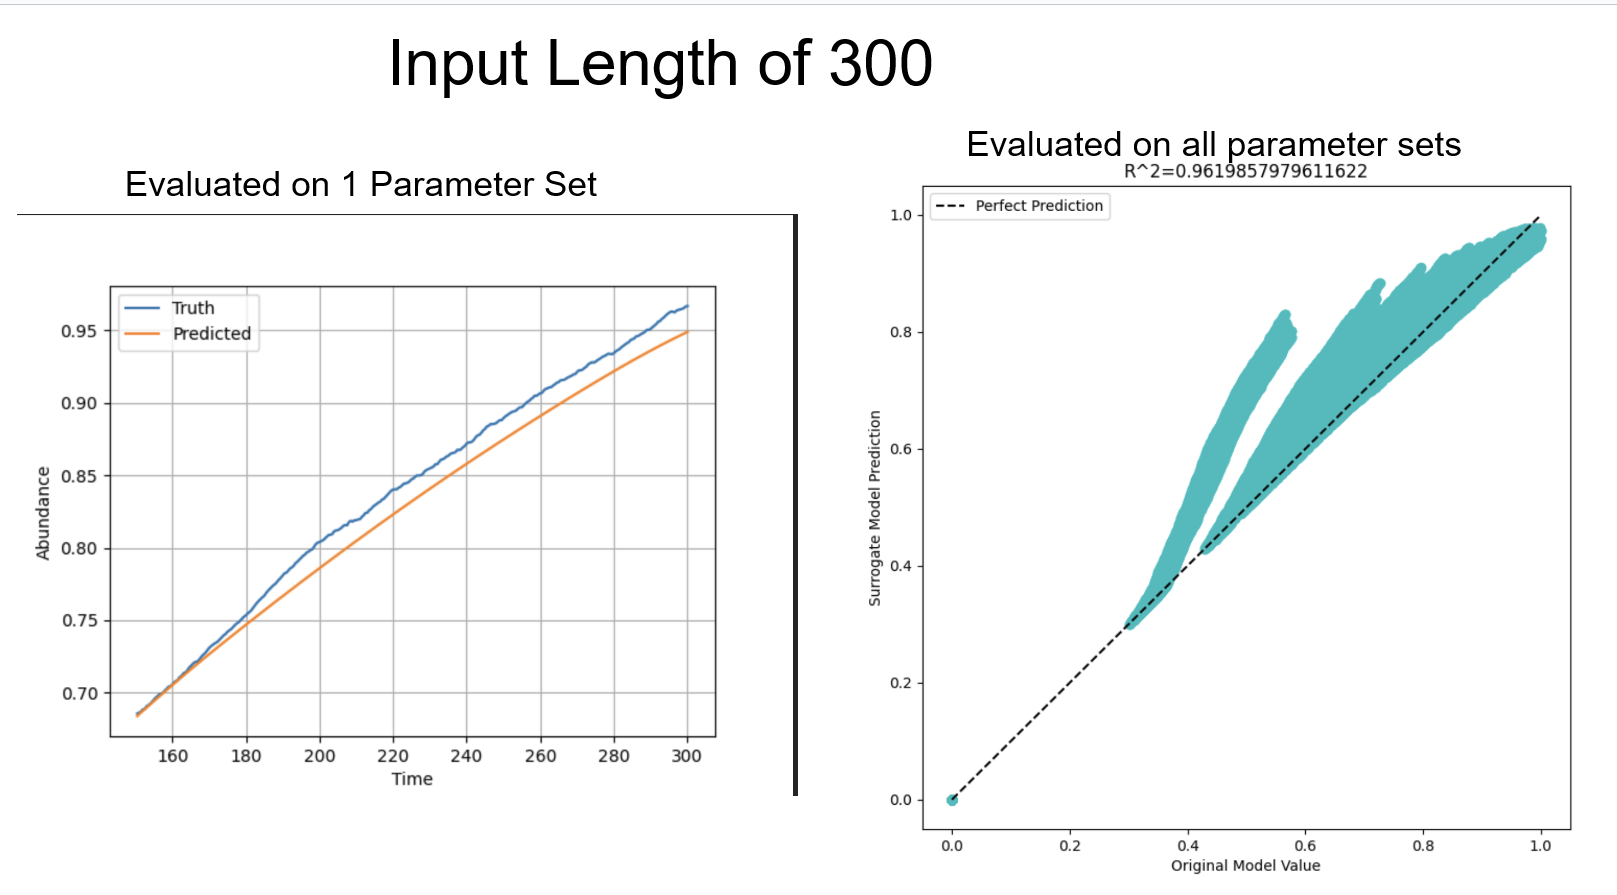 Input Length of 300
Evaluated on 1 Parameter Set
Truth
Predicted
0.95
0.90
0.85
0.80
0.75
0.70
Abundance
160 180 200 220 240 260 280 300
Time
Evaluated on all parameter sets
R^2=0.9619857979611622
Perfect Prediction
1.0
0.8
0.6
0.4
0.2
0.0
Surrogate Model Prediction
0.0 0.2 0.4 0.6 0.8 1.0
Original Model Value